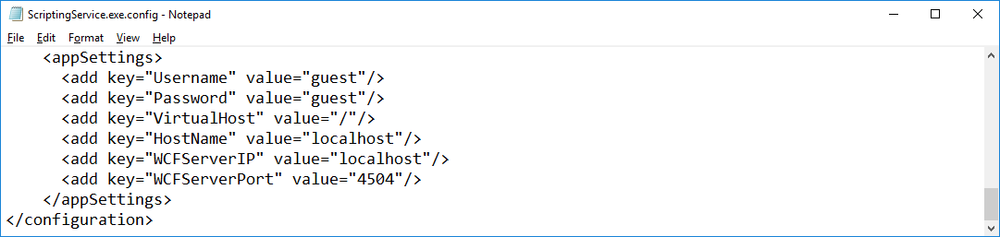 ScriptingService.exe.config - Notepad
File Edit Format View Help
<appSettings>
<add key="Username" value="guest"/>
<add key="Password" value="guest"/>
<add key="VirtualHost" value="/"/>
<add key="HostName" value="localhost"/>
<add key="WCFServerIP" value="localhost"/>
<add key="WCFServerPort" value="4504"/>
</appSettings>
</configuration>